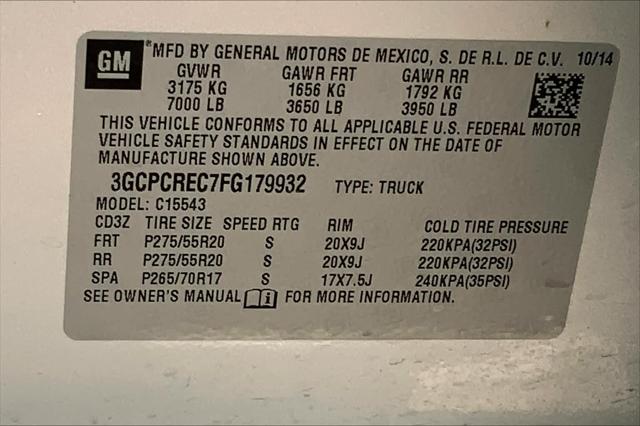 GM ® MFD BY GENERAL MOTORS DE MEXICO, S. DE R.L. DE C.V. 10/14
GVWR GAWR FRT GAWR RR
3175 KG 1656 KG 1792 KG
7000 LB 3650 LB 3950 LB
THIS VEHICLE CONFORMS TO ALL APPLICABLE U.S. FEDERAL MOTOR
VEHICLE SAFETY STANDARDS IN EFFECT ON THE DATE OF
MANUFACTURE SHOWN ABOVE.
3GCPCREC7FG179932 TYPE: TRUCK
MODEL: C15543
CD3Z TIRE SIZE SPEED RTG RIM COLD TIRE PRESSURE
FRT P275/55R20 S 20X9J 220KPA(32PSI)
RR P275/55R20 S 20X9J 220KPA(32PSI)
SPA P265/70R17 S 17X7.5J 240KPA(35PSI)
SEE OWNER'S MANUAL FOR MORE INFORMATION.